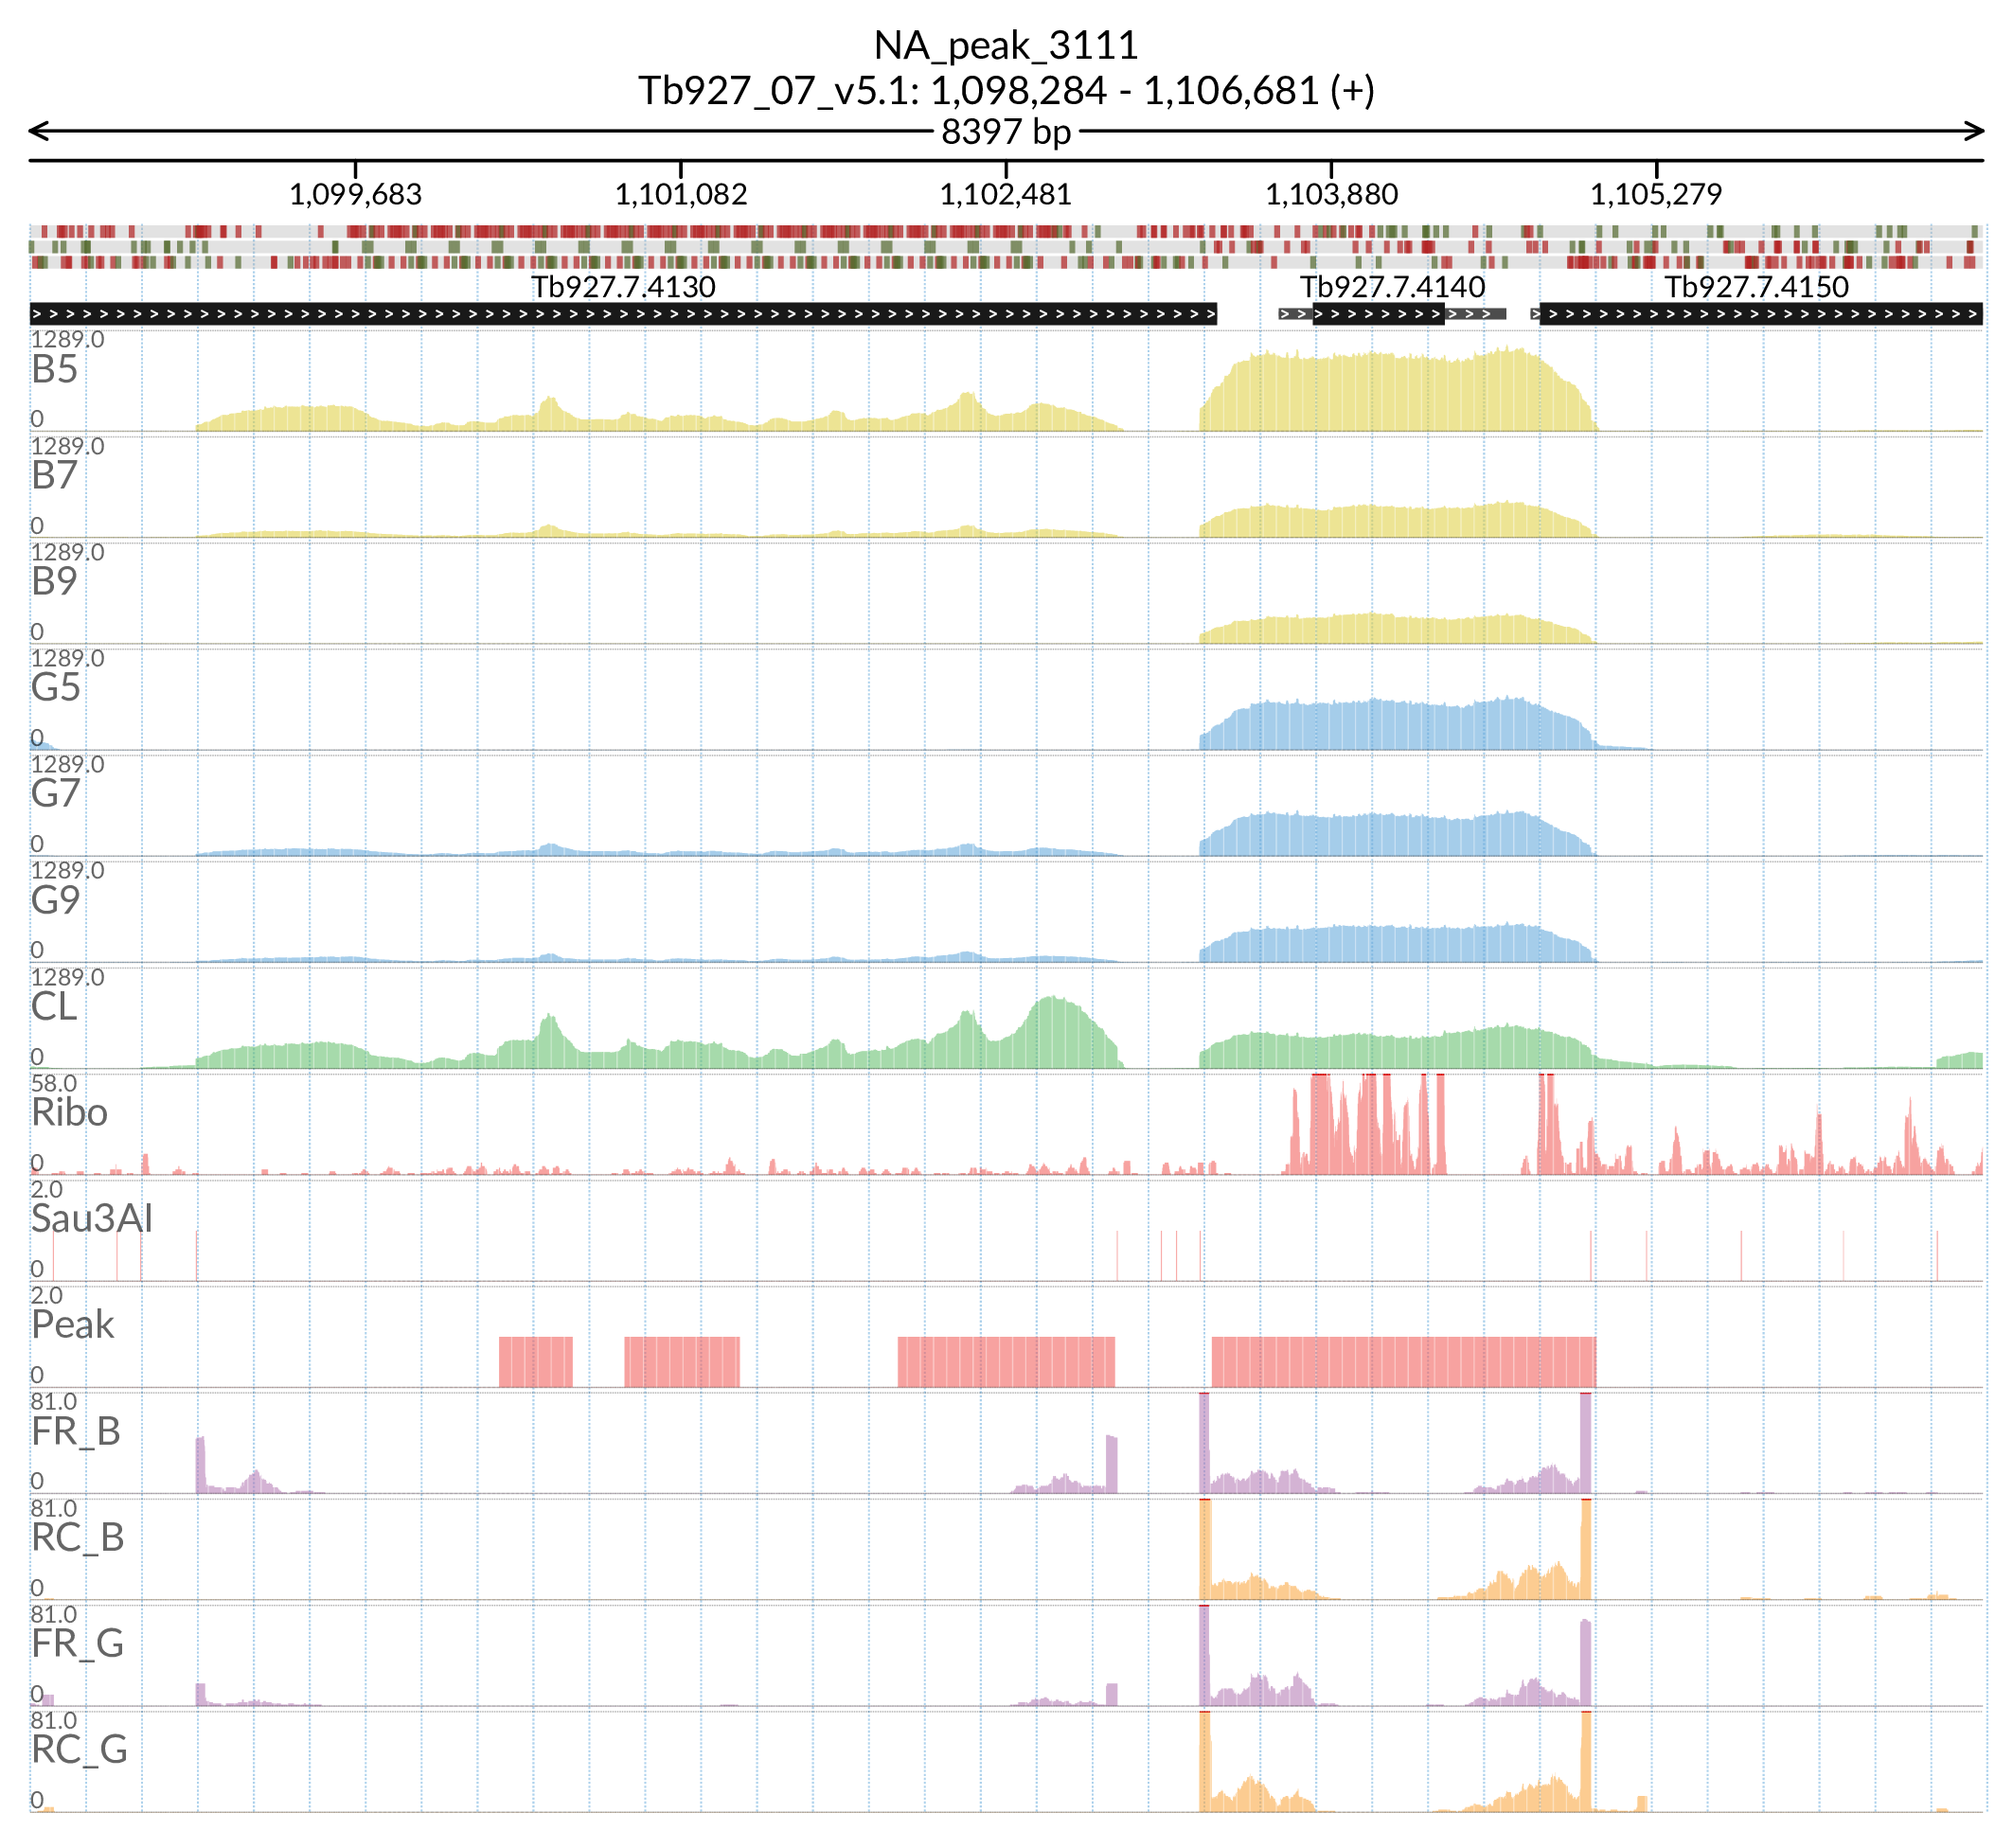 NA_peak_3111
Tb927_07_v5.1: 1,098,284 - 1,106,681 (+)
8397 bp
1,099,683 1,101,082 1,102,481 1,103,880 1,105,279
Tb927.7.4130 Tb927.7.4140 Tb927.7.4150
1289.0
B5
0
1289.0
B7
0
1289.0
B9
0
1289.0
G5
0
1289.0
G7
0
1289.0
G9
0
1289.0
CL
0
58.0
Ribo
0
2.0
Sau3AI
0
2.0
Peak
0
81.0
FR_B
0
81.0
RC_B
0
81.0
FR_G
0
81.0
RC_G
0